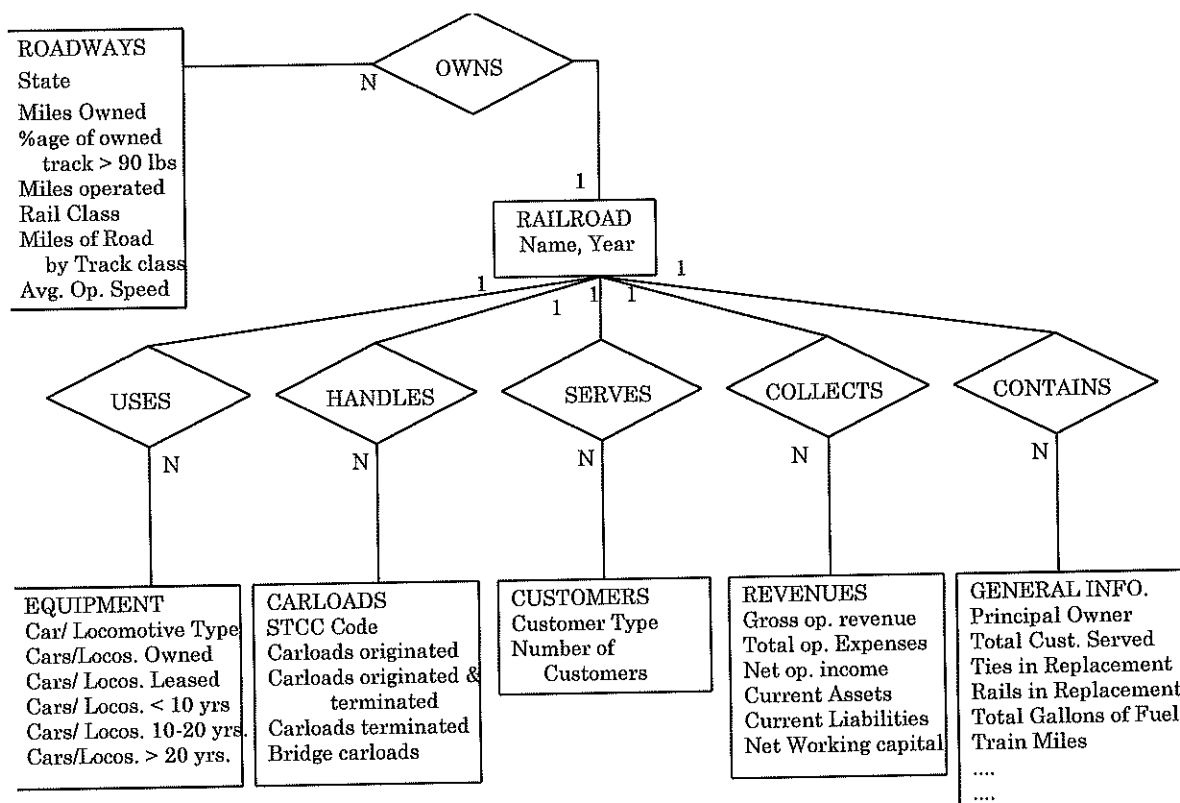 ROADWAYS
State
Miles Owned
%age of owned
track > 90 lbs
Miles operated
Rail Class
Miles of Road
by Track class
Avg. Op. Speed
N
OWNS
1
RAILROAD
Name, Year
1
1
1
1
1
USES
HANDLES
SERVES
COLLECTS
CONTAINS
N
N
N
N
N
EQUIPMENT
Car/ Locomotive Type
Cars/Locos. Owned
Cars/ Locos. Leased
Cars/ Locos. < 10 yrs
Cars/ Locos. 10-20 yrs.
Cars/Locos. > 20 yrs.
CARLOADS
STCC Code
Carloads originated
Carloads originated &
terminated
Carloads terminated
Bridge carloads
CUSTOMERS
Customer Type
Number of
Customers
REVENUES
Gross op. revenue
Total op. Expenses
Net op. income
Current Assets
Current Liabilities
Net Working capital
GENERAL INFO.
Principal Owner
Total Cust. Served
Ties in Replacement
Rails in Replacement
Total Gallons of Fuel
Train Miles
....
....